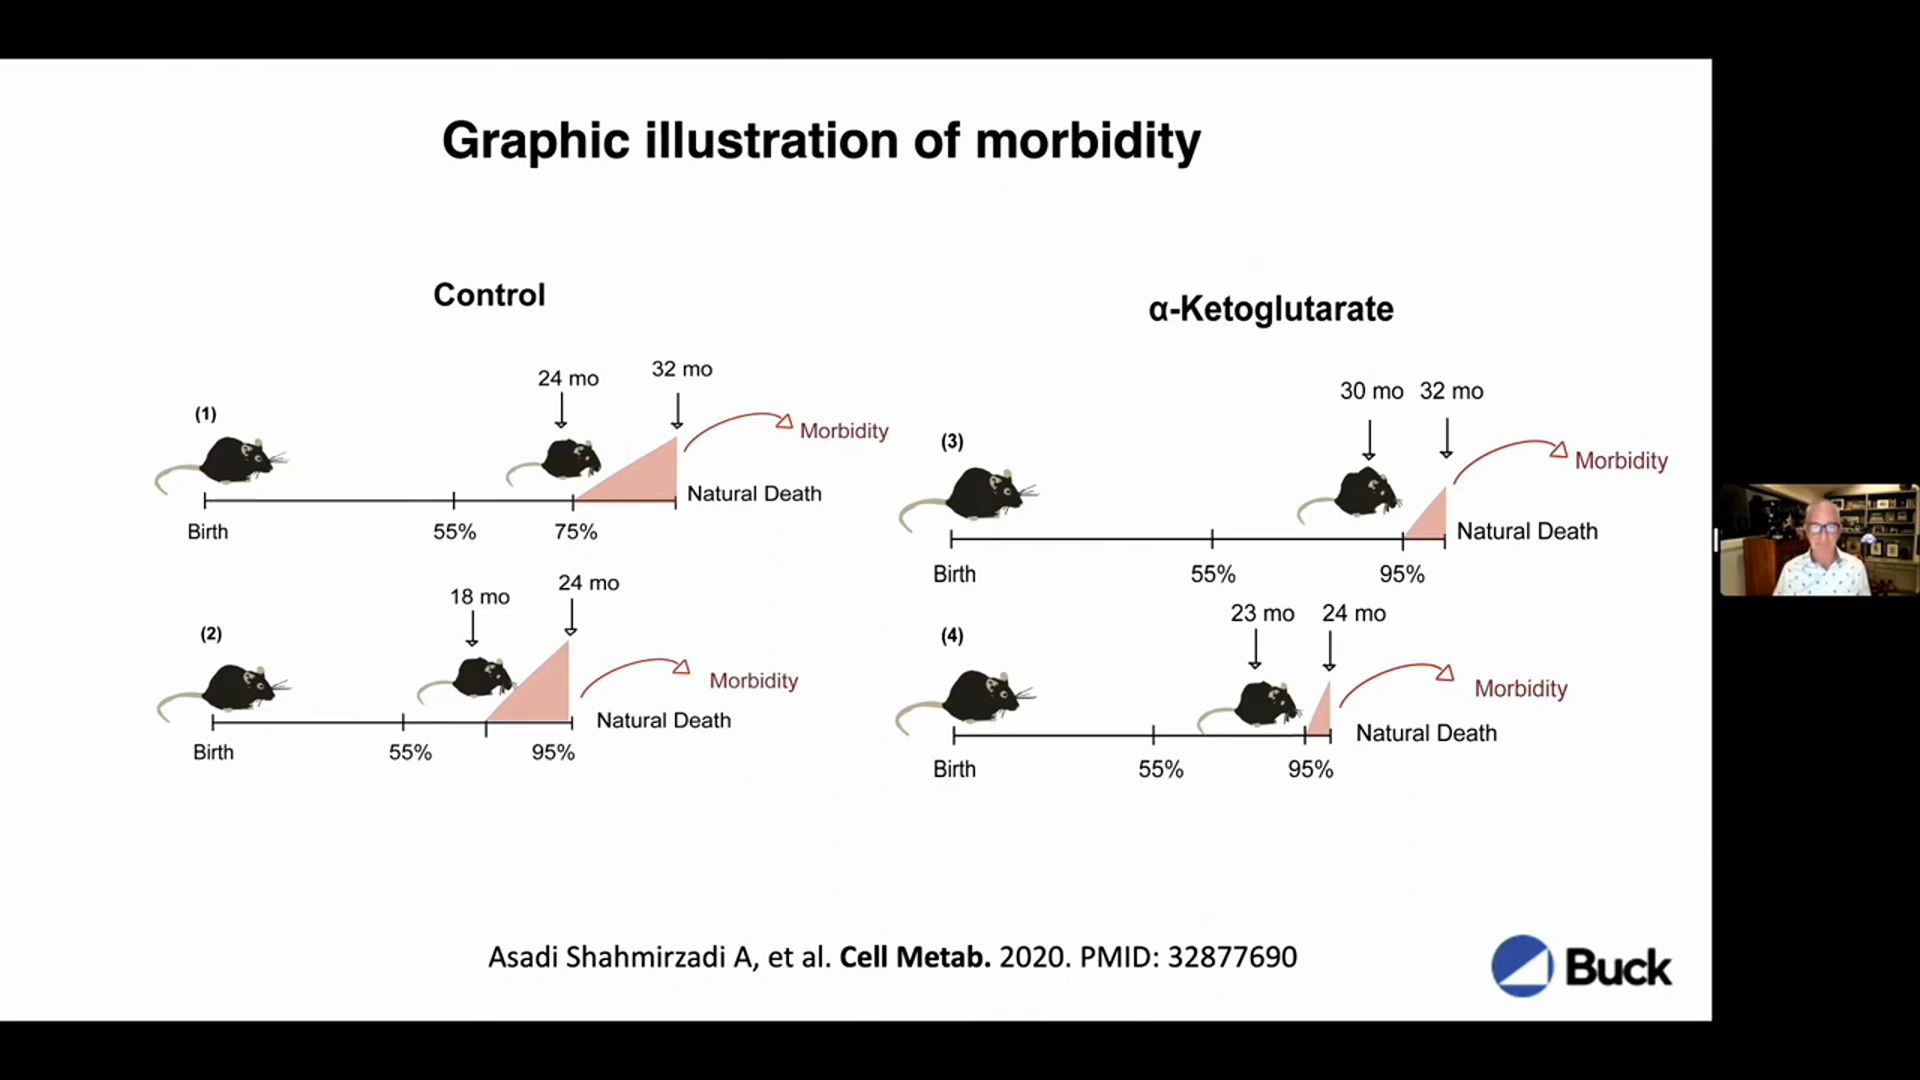 Graphic illustration of morbidity
Control
24 mo
32 mo
(1)
Morbidity
Natural Death
Birth
55%
75%
18 mo
24 mo
(2)
Morbidity
Natural Death
Birth
55%
95%
α-Ketoglutarate
30 mo
32 mo
(3)
Morbidity
Natural Death
Birth
55%
95%
23 mo
24 mo
(4)
Morbidity
Natural Death
Birth
55%
95%
Asadi Shahmirzadi A, et al. Cell Metab. 2020. PMID: 32877690
Buck